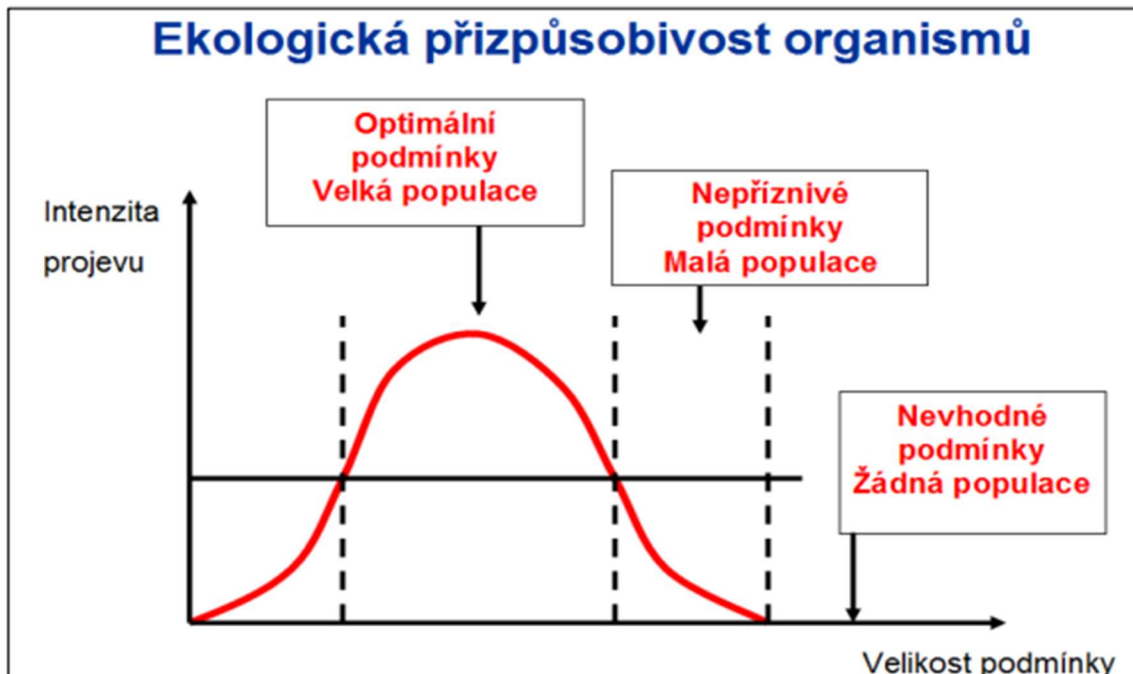 Ekologická přizpůsobivost organismů
Optimální
podmínky
Velká populace
Nepříznivé
podmínky
Malá populace
Intenzita
projevu
Nevhodné
podmínky
Žádná populace
Velikost podmínky